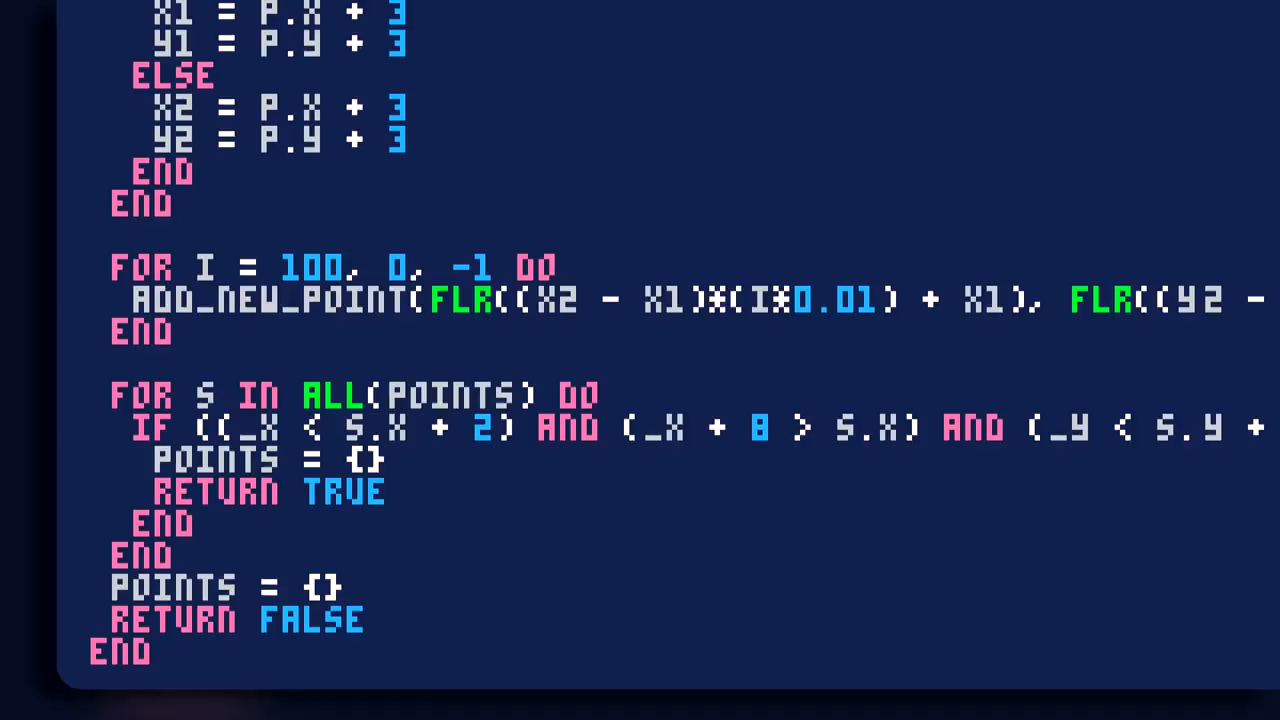 X1 = P.X + 3
Y1 = P.Y + 3
ELSE
X2 = P.X + 3
Y2 = P.Y + 3
END
END
FOR I = 100, 0, -1 DO
ADD_NEW_POINT(FLR((X2 - X1)*(I*0.01) + X1), FLR((Y2 -
END
FOR S IN ALL(POINTS) DO
IF ((_X < S.X + 2) AND (_X + 8 > S.X) AND (_Y < S.Y +
POINTS = {}
RETURN TRUE
END
END
POINTS = {}
RETURN FALSE
END